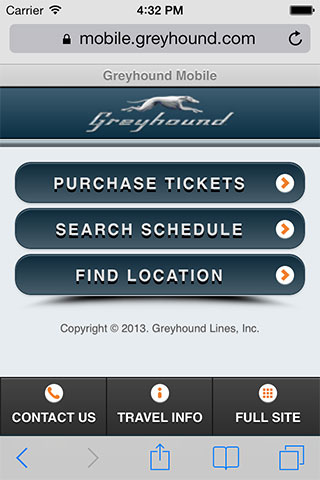 Carrier 4:32 PM
mobile.greyhound.com
Greyhound Mobile
Greyhound
PURCHASE TICKETS
SEARCH SCHEDULE
FIND LOCATION
Copyright © 2013. Greyhound Lines, Inc.
CONTACT US TRAVEL INFO FULL SITE